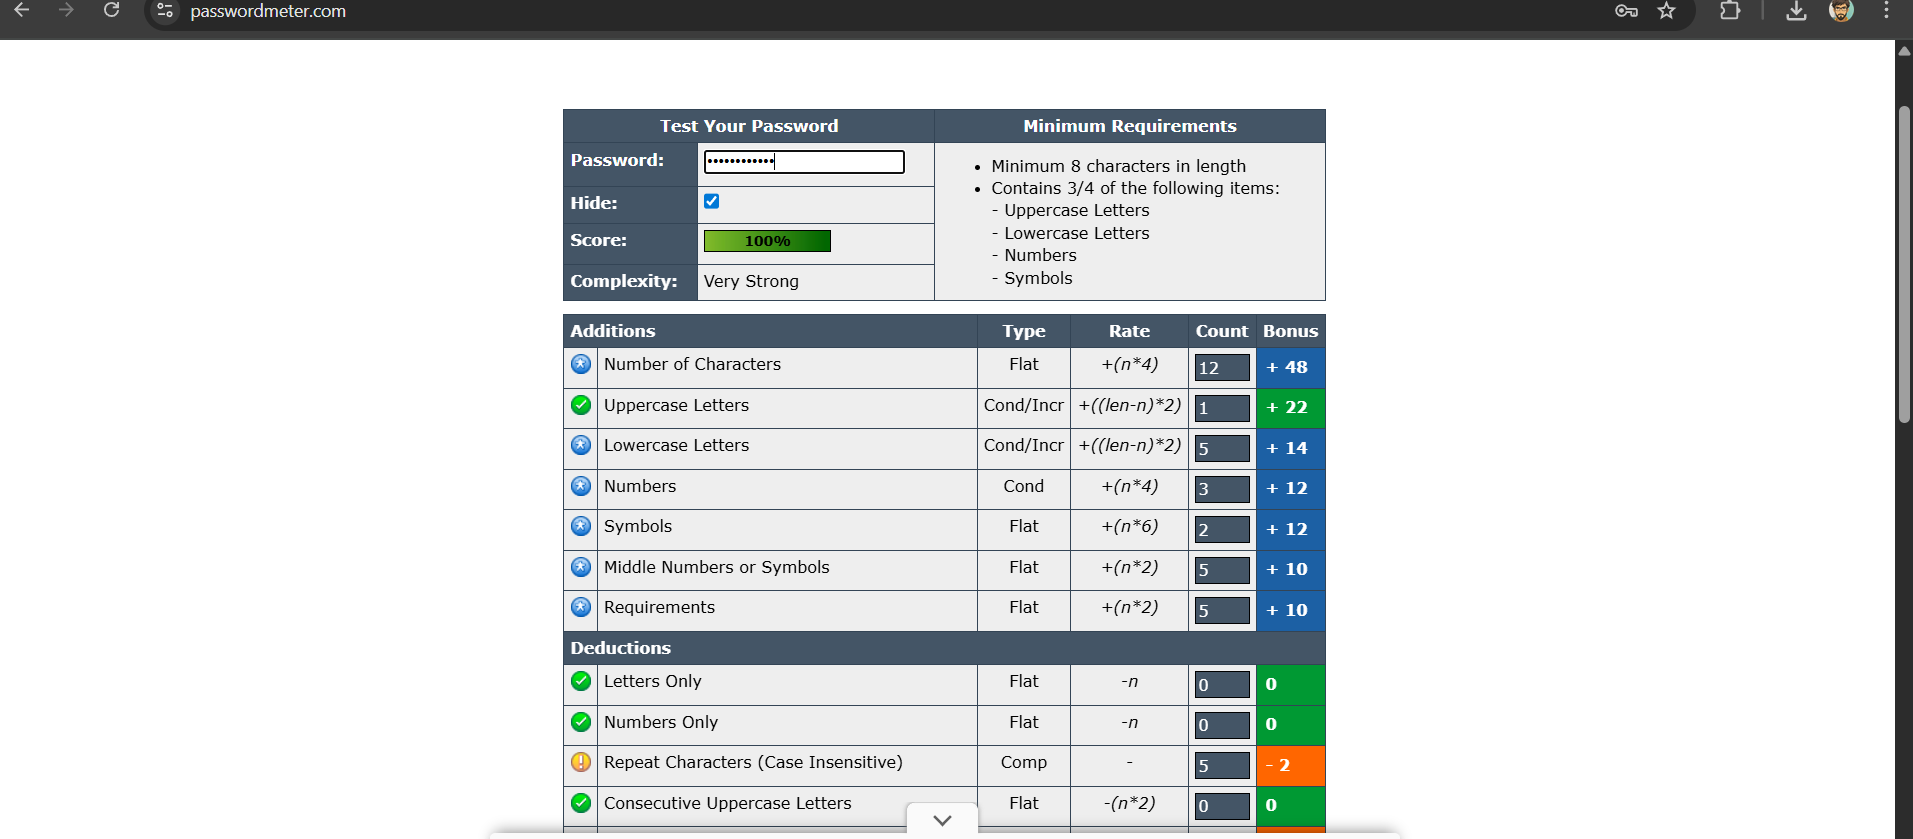 passwordmeter.com
Test Your Password Minimum Requirements
Password: ••••••••••••
Hide:
Score: 100%
Complexity: Very Strong
• Minimum 8 characters in length
• Contains 3/4 of the following items:
- Uppercase Letters
- Lowercase Letters
- Numbers
- Symbols
Additions Type Rate Count Bonus
Number of Characters Flat +(n*4) 12 + 48
Uppercase Letters Cond/Incr +((len-n)*2) 1 + 22
Lowercase Letters Cond/Incr +((len-n)*2) 5 + 14
Numbers Cond +(n*4) 3 + 12
Symbols Flat +(n*6) 2 + 12
Middle Numbers or Symbols Flat +(n*2) 5 + 10
Requirements Flat +(n*2) 5 + 10
Deductions
Letters Only Flat -n 0 0
Numbers Only Flat -n 0 0
Repeat Characters (Case Insensitive) Comp - 5 - 2
Consecutive Uppercase Letters Flat -(n*2) 0 0